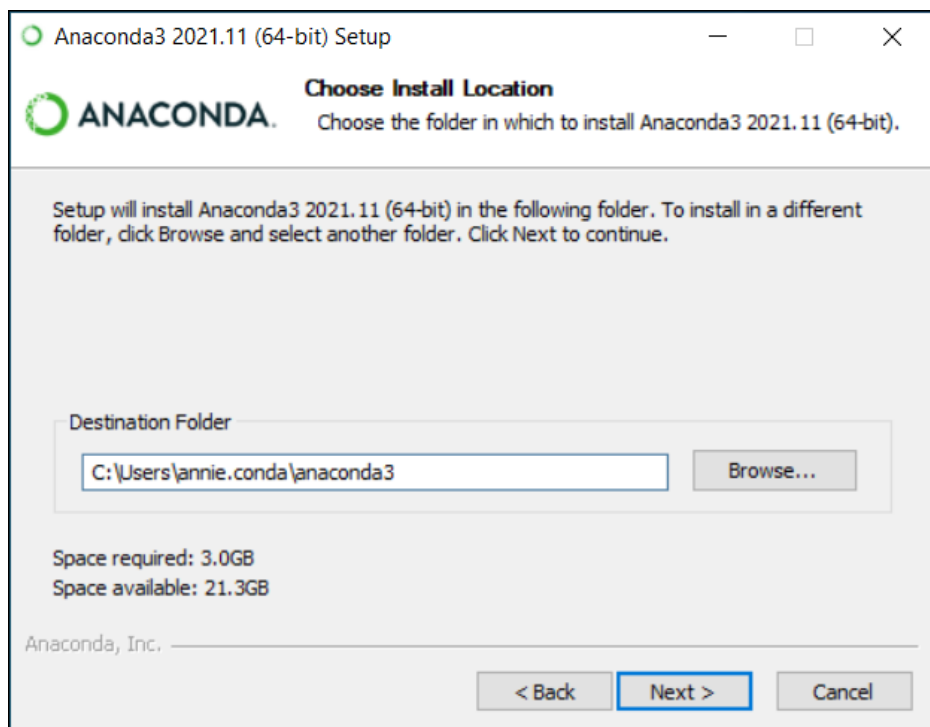 Anaconda3 2021.11 (64-bit) Setup
ANACONDA.
Choose Install Location
Choose the folder in which to install Anaconda3 2021.11 (64-bit).
Setup will install Anaconda3 2021.11 (64-bit) in the following folder. To install in a different
folder, click Browse and select another folder. Click Next to continue.
Destination Folder
C:\Users\annie.conda\anaconda3
Browse...
Space required: 3.0GB
Space available: 21.3GB
Anaconda, Inc.
< Back
Next >
Cancel